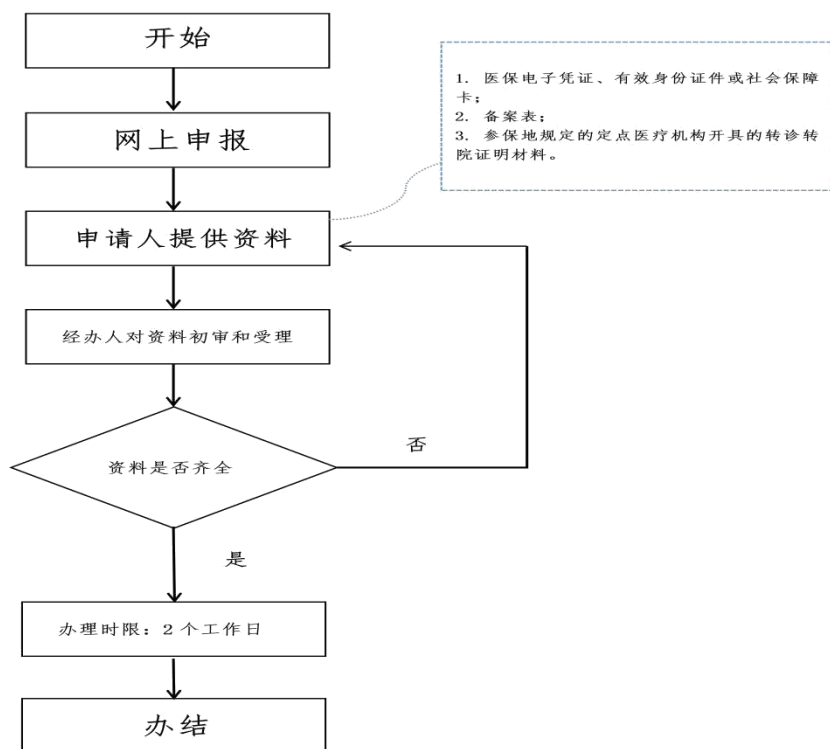 开始
网上申报
申请人提供资料
1. 医保电子凭证、有效身份证件或社会保障
卡；
2. 备案表；
3. 参保地规定的定点医疗机构开具的转诊转
院证明材料。
经办人对资料初审和受理
资料是否齐全
否
是
办理时限：2个工作日
办结